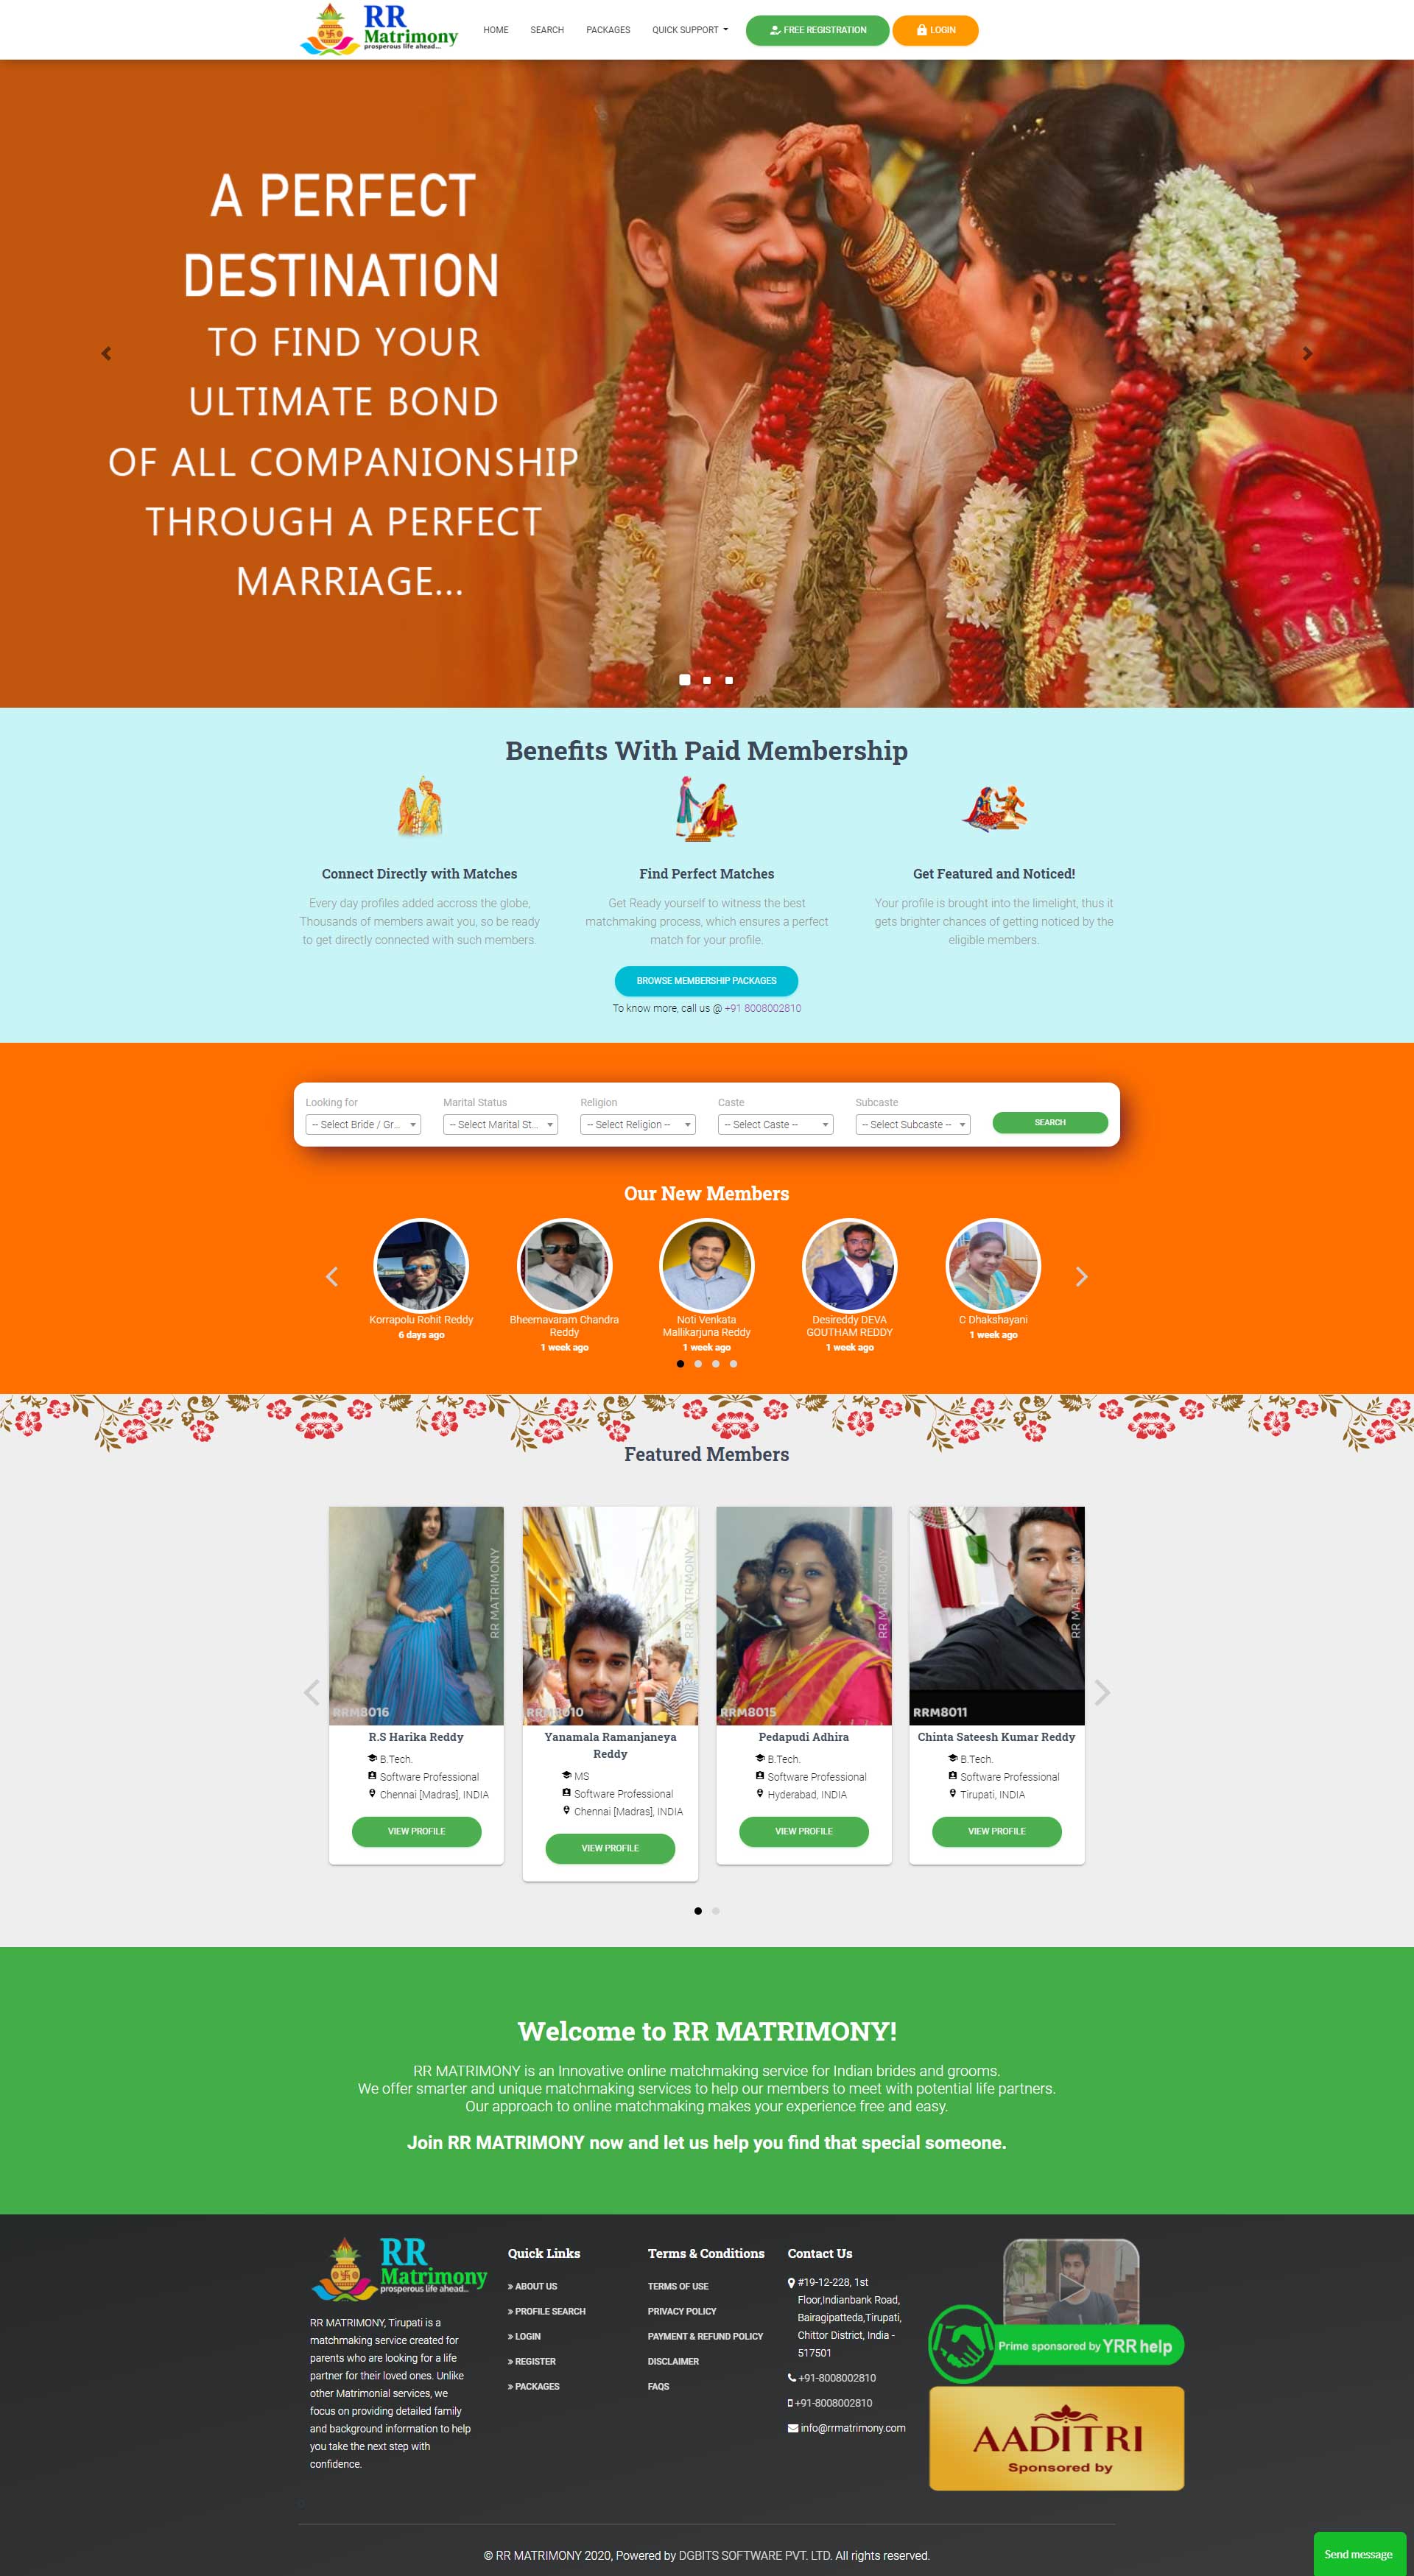 RR
Matrimony
prosperous life ahead...
HOME
SEARCH
PACKAGES
QUICK SUPPORT
FREE REGISTRATION
LOGIN
A PERFECT
DESTINATION
TO FIND YOUR
ULTIMATE BOND
OF ALL COMPANIONSHIP
THROUGH A PERFECT
MARRIAGE...
Benefits With Paid Membership
Connect Directly with Matches
Every day profiles added accross the globe,
Thousands of members await you, so be ready
to get directly connected with such members.
Find Perfect Matches
Get Ready yourself to witness the best
matchmaking process, which ensures a perfect
match for your profile.
Get Featured and Noticed!
Your profile is brought into the limelight, thus it
gets brighter chances of getting noticed by the
eligible members.
BROWSE MEMBERSHIP PACKAGES
To know more, call us @ +91 8008002810
Looking for
-- Select Bride / Gr...
Marital Status
-- Select Marital St...
Religion
-- Select Religion --
Caste
-- Select Caste --
Subcaste
-- Select Subcaste --
SEARCH
Our New Members
Korrapolu Rohit Reddy
6 days ago
Bheemavaram Chandra
Reddy
1 week ago
Noti Venkata
Mallikarjuna Reddy
1 week ago
Desireddy DEVA
GOUTHAM REDDY
1 week ago
C Dhakshayani
1 week ago
Featured Members
RR MATRIMONY
RRM8016
R.S Harika Reddy
B.Tech.
Software Professional
Chennai [Madras], INDIA
VIEW PROFILE
RR MATRIMONY
RRM8010
Yanamala Ramanjaneya
Reddy
MS
Software Professional
Chennai [Madras], INDIA
VIEW PROFILE
RR MATRIMONY
RRM8015
Pedapudi Adhira
B.Tech.
Software Professional
Hyderabad, INDIA
VIEW PROFILE
RR MATRIMONY
RRM8011
Chinta Sateesh Kumar Reddy
B.Tech.
Software Professional
Tirupati, INDIA
VIEW PROFILE
Welcome to RR MATRIMONY!
RR MATRIMONY is an Innovative online matchmaking service for Indian brides and grooms.
We offer smarter and unique matchmaking services to help our members to meet with potential life partners.
Our approach to online matchmaking makes your experience free and easy.
Join RR MATRIMONY now and let us help you find that special someone.
RR
Matrimony
prosperous life ahead...
RR MATRIMONY, Tirupati is a
matchmaking service created for
parents who are looking for a life
partner for their loved ones. Unlike
other Matrimonial services, we
focus on providing detailed family
and background information to help
you take the next step with
confidence.
Quick Links
» ABOUT US
» PROFILE SEARCH
» LOGIN
» REGISTER
» PACKAGES
Terms & Conditions
TERMS OF USE
PRIVACY POLICY
PAYMENT & REFUND POLICY
DISCLAIMER
FAQS
Contact Us
#19-12-228, 1st
Floor,Indianbank Road,
Bairagipatteda,Tirupati,
Chittor District, India -
517501
+91-8008002810
+91-8008002810
info@rrmatrimony.com
Prime sponsored by YRR help
AADITRI
Sponsored by
© RR MATRIMONY 2020, Powered by DGBITS SOFTWARE PVT. LTD. All rights reserved.
Send message